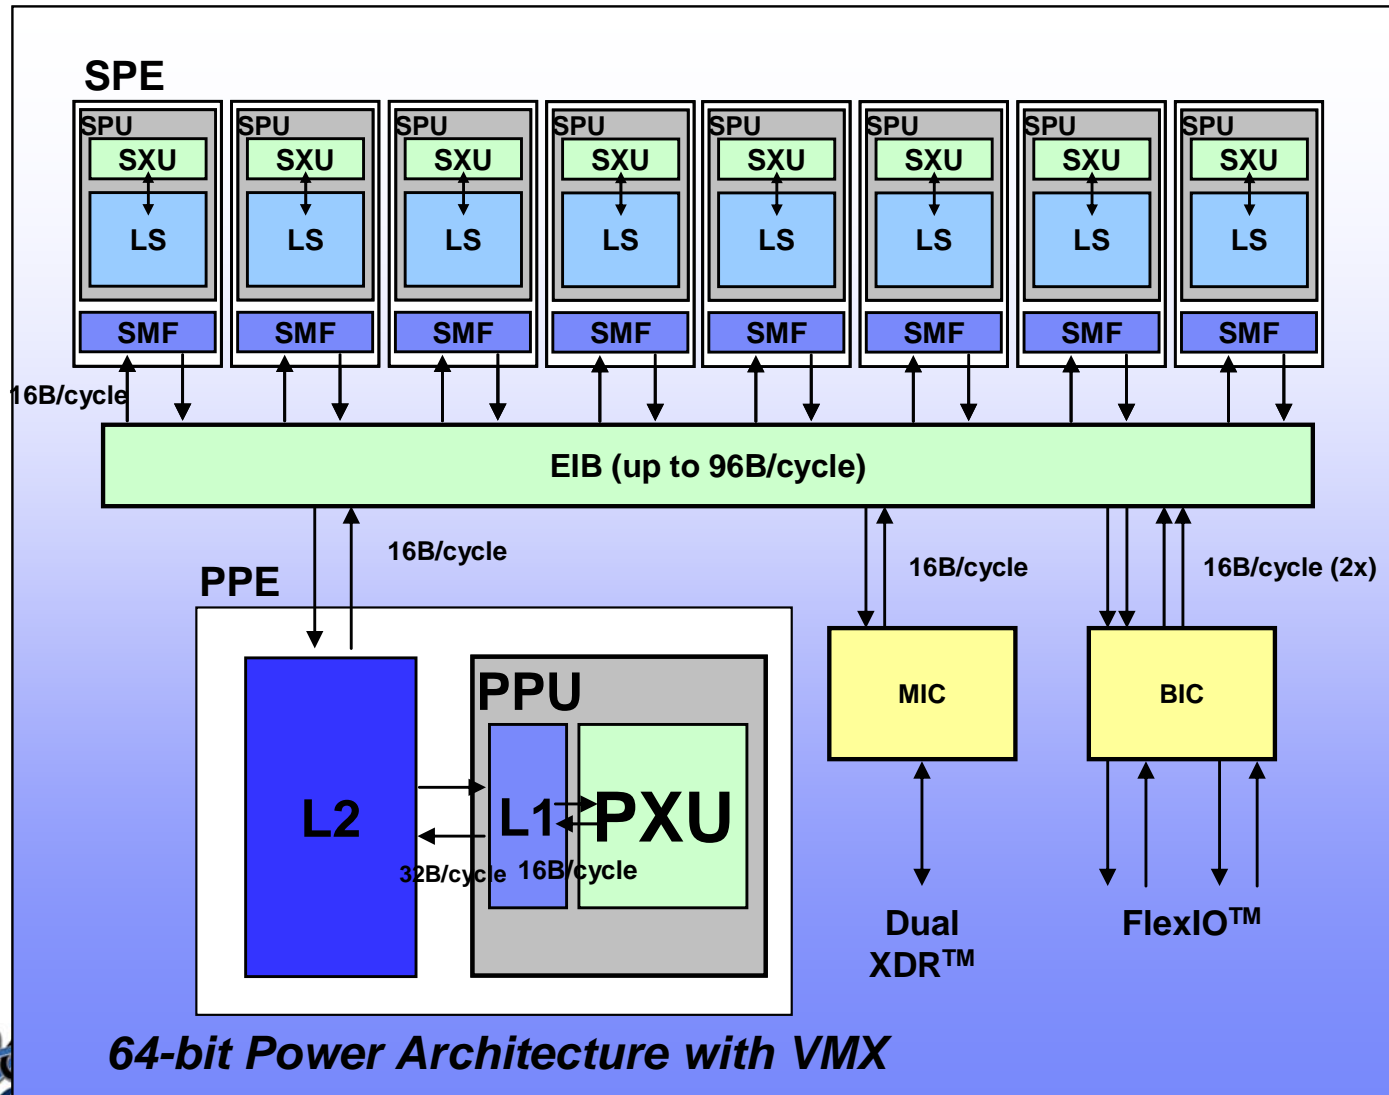 SPE
SPU SPU SPU SPU SPU SPU SPU SPU
SXU SXU SXU SXU SXU SXU SXU SXU
LS LS LS LS LS LS LS LS
SMF SMF SMF SMF SMF SMF SMF SMF
16B/cycle
EIB (up to 96B/cycle)
16B/cycle 16B/cycle 16B/cycle (2x)
PPE
PPU
MIC BIC
L2 L1 PXU
32B/cycle 16B/cycle
Dual FlexIO™
XDR™
64-bit Power Architecture with VMX